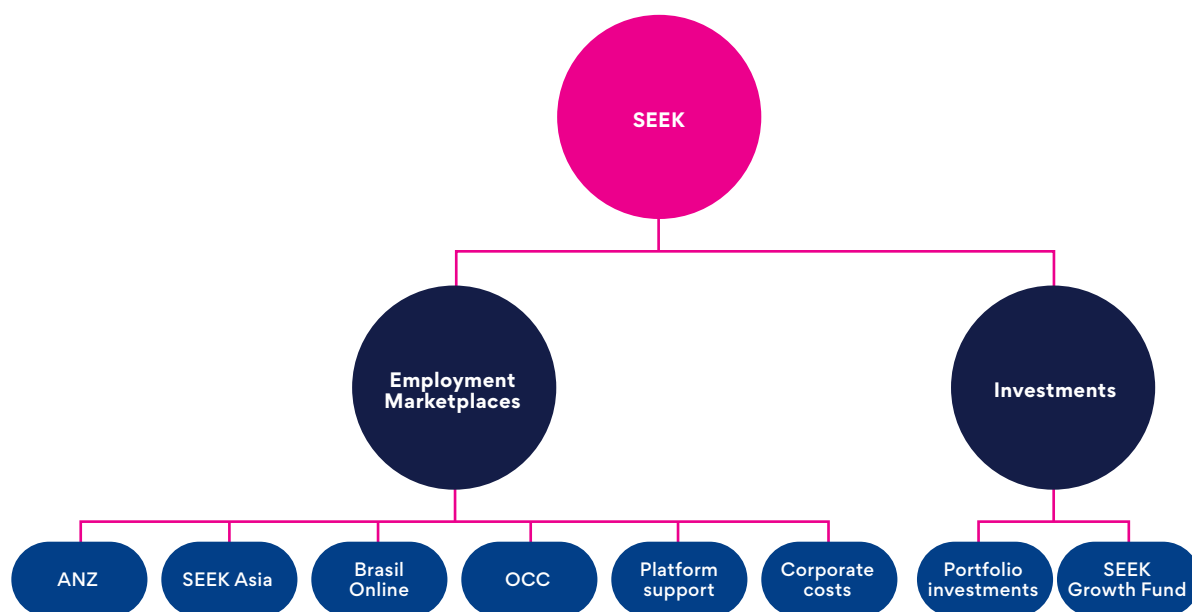 SEEK
Employment
Marketplaces
Investments
ANZ
SEEK Asia
Brasil
Online
OCC
Platform
support
Corporate
costs
Portfolio
investments
SEEK
Growth Fund